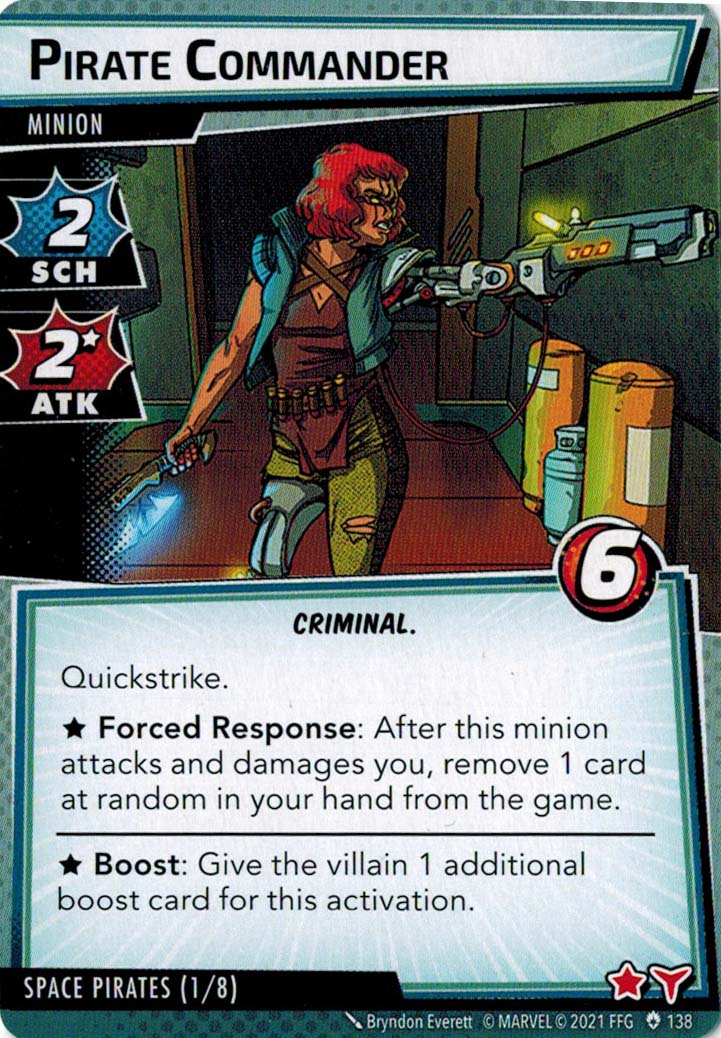 PIRATE COMMANDER
MINION
2
SCH
2★
ATK
6
CRIMINAL.
Quickstrike.
★ Forced Response: After this minion
attacks and damages you, remove 1 card
at random in your hand from the game.
★ Boost: Give the villain 1 additional
boost card for this activation.
SPACE PIRATES (1/8)
Bryndon Everett © MARVEL © 2021 FFG 138